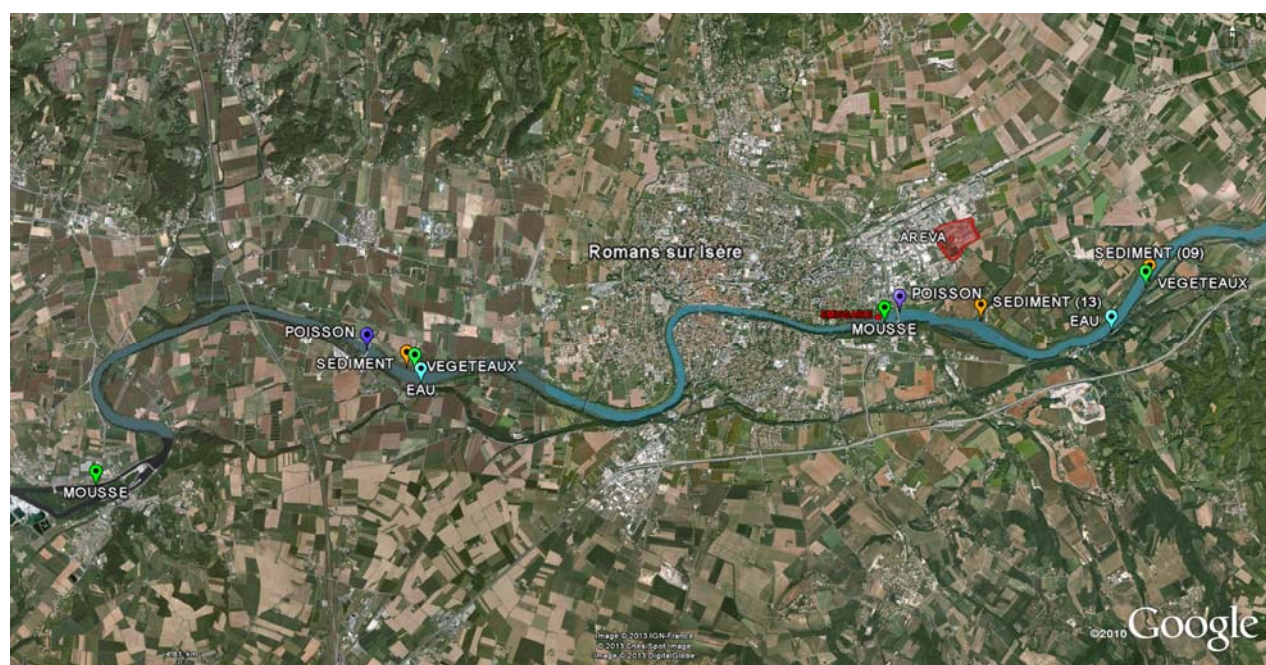 AREVA
Romans sur Isère
SEDIMENT (09)
VEGETEAUX
POISSON
SEDIMENT (13)
EAU
EMISSAIRE
MOUSSE
POISSON
SEDIMENT
VEGETEAUX
EAU
MOUSSE
Image © 2013 IGN-France
© 2013 Cnes/Spot Image
Image © 2013 DigitalGlobe
©2010 Google